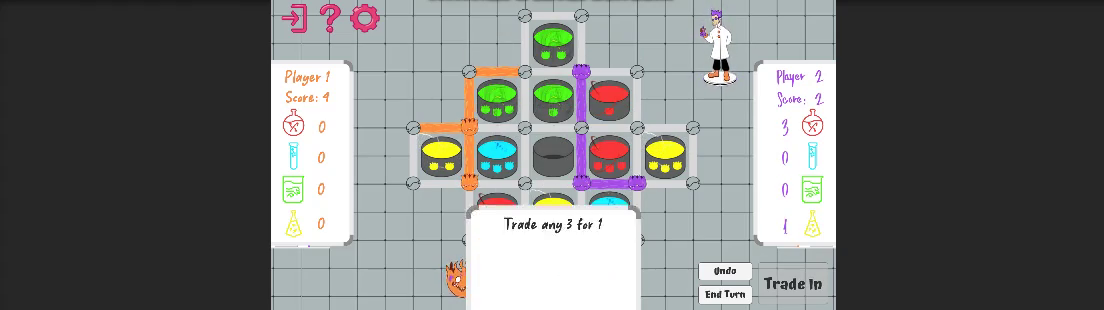 ?
Player 1
Score: 4
0
0
0
0
Player 2
Score: 2
3
0
0
1
Trade any 3 for 1
Undo
End Turn
Trade In